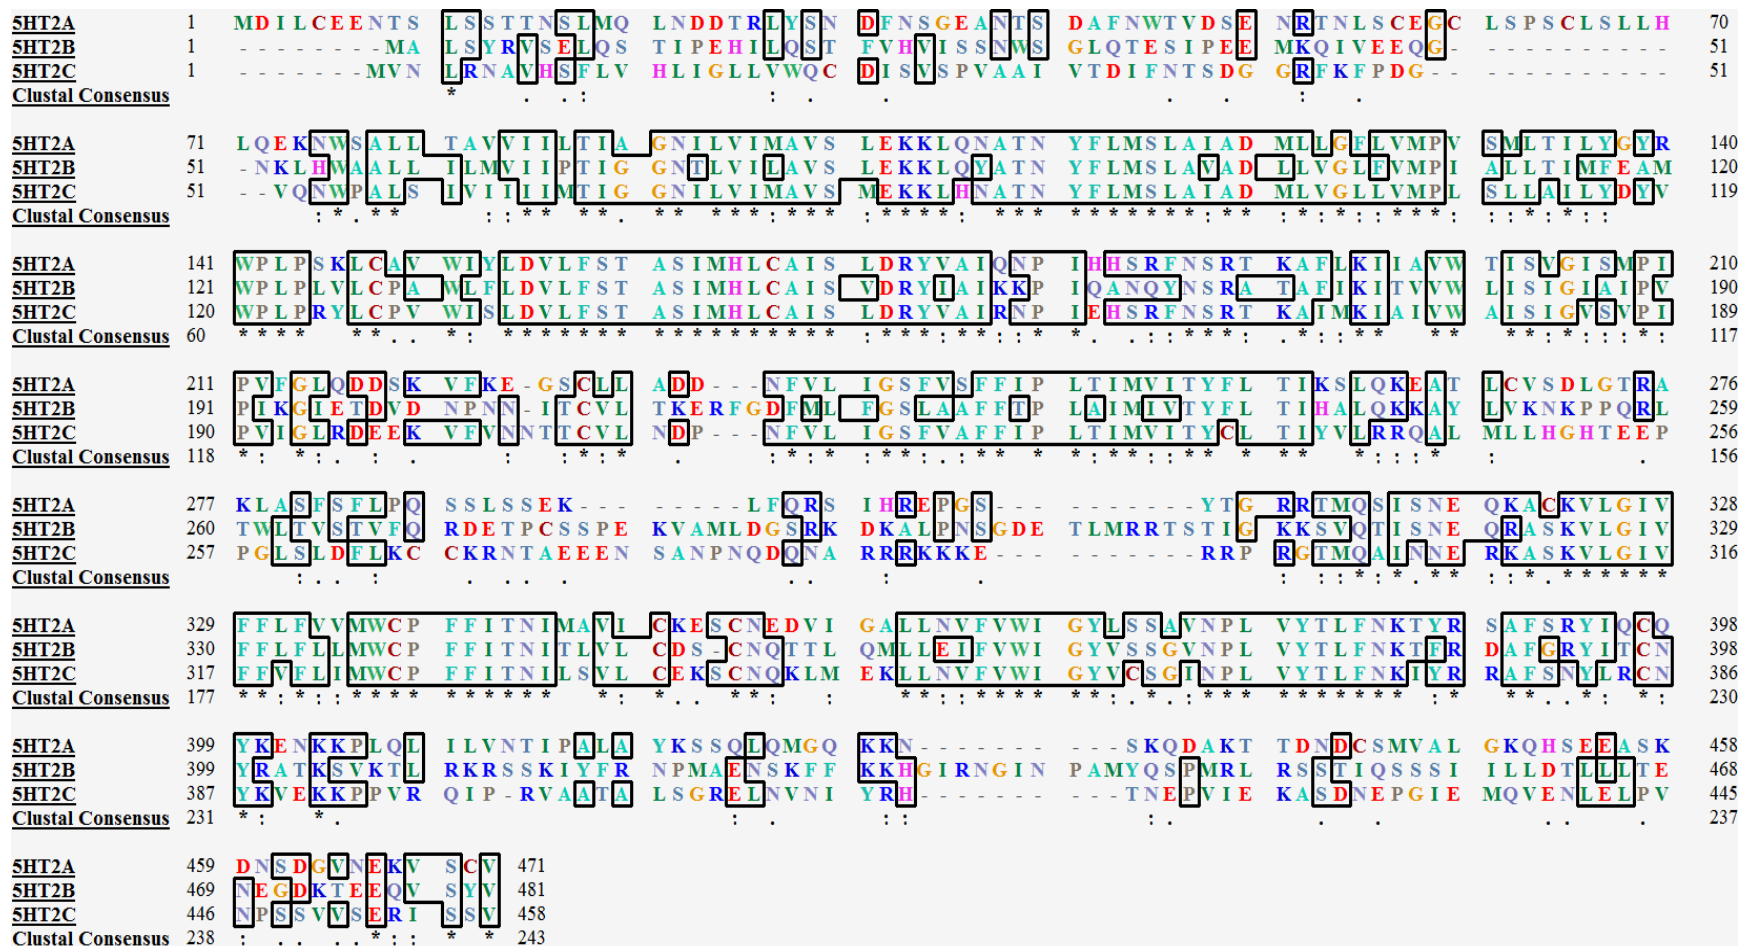 5HT2A 1 MDILCEENTS LSSTTNSLMQ LNDDTRLYSN DFNSGEANTS DAFNWTVDSE NRTNLSCEGC LSPSCLSLLH 70
5HT2B 1 --------MA LSYRVSELQS TIPEHILQST FVHVISSNWS GLQTESIPEE MKQIVEEQG- ---------- 51
5HT2C 1 -------MVN LRNAVHSFLV HLIGLLVWQC DISVSPVAAI VTDIFNTSDG GRFKFPDG-- ---------- 51
Clustal Consensus * . . : : . . . . : .
5HT2A 71 LQEKNWSALL TAVVIILTIA GNILVIMAVS LEKKLQNATN YFLMSLAIAD MLLGFLVMPV SMLTILYGYR 140
5HT2B 51 -NKLHWAALL ILMVIIPTIG GNTLVILAVS LEKKLQYATN YFLMSLAVAD LLVGLFVMPI ALLTIMFEAM 120
5HT2C 51 --VQNWPALS IVIIIIMTIG GNILVIMAVS MEKKLHNATN YFLMSLAIAD MLVGLLVMPL SLLAILYDYV 119
Clustal Consensus :*.** ::** **. ** ***:*** :****: *** *******:** :*:*::***: ::*:*::
5HT2A 141 WPLPSKLCAV WIYLDVLFST ASIMHLCAIS LDRYVAIQNP IHHSRFNSRT KAFLKIIAVW TISVGISMPI 210
5HT2B 121 WPLPLVLCPA WLFLDVLFST ASIMHLCAIS VDRYIAIKKP IQANQYNSRA TAFIKITVVW LISIGIAIPV 190
5HT2C 120 WPLPRYLCPV WISLDVLFST ASIMHLCAIS LDRYVAIRNP IEHSRFNSRT KAIMKIAIVW AISIGVSVPI 189
Clustal Consensus 60 **** **.. *: ******* ********** :***:**::* *. .::***: .*::** ** **:*::*: 117
5HT2A 211 PVFGLQDDSK VFKE-GSCLL ADD---NFVL IGSFVSFFIP LTIMVITYFL TIKSLQKEAT LCVSDLGTRA 276
5HT2B 191 PIKGIETDVD NPNN-ITCVL TKERFGDFML FGSLAAFFTP LAIMIVTYFL TIHALQKKAY LVKNKPPQRL 259
5HT2C 190 PVIGLRDEEK VFVNNTTCVL NDP---NFVL IGSFVAFFIP LTIMVITYCL TIYVLRRQAL MLLHGHTEEP 256
Clustal Consensus 118 *: *:. : . : :*:* . :*:* :**:.:** * *:**::** * ** *:::* : . 156
5HT2A 277 KLASFSFLPQ SSLSSEK--- ------LFQRS IHREPGS--- -------YTG RRTMQSISNE QKACKVLGIV 328
5HT2B 260 TWLTVSTVFQ RDETPCSSPE KVAMLDGSRK DKALPNSGDE TLMRRTSTIG KKSVQTISNE QRASKVLGIV 329
5HT2C 257 PGLSLDFLKC CKRNTAEEEN SANPNQDQNA RRRKKKE--- -------RRP RGTMQAINNE RKASKVLGIV 316
Clustal Consensus :.. : . . . .. : . : ::*:*.** ::*.******
5HT2A 329 FFLFVVMWCP FFITNIMAVI CKESCNEDVI GALLNVFVWI GYLSSAVNPL VYTLFNKTYR SAFSRYIQCQ 398
5HT2B 330 FFLFLLMWCP FFITNITLVL CDS-CNQTTL QMLLEIFVWI GYVSSGVNPL VYTLFNKTFR DAFGRYITCN 398
5HT2C 317 FFVFLIMWCP FFITNILSVL CEKSCNQKLM EKLLNVFVWI GYVCSGINPL VYTLFNKIYR RAFSNYLRCN 386
Clustal Consensus 177 **:*::**** ****** *: *.. **: : **::**** **:.*.:*** *******:* **..*: *: 230
5HT2A 399 YKENKKPLQL ILVNTIPALA YKSSQLQMGQ KKN------- ---SKQDAKT TDNDCSMVAL GKQHSEEASK 458
5HT2B 399 YRATKSVKTL RKRSSKIYFR NPMAENSKFF KKHGIRNGIN PAMYQSPMRL RSSTIQSSSI ILLDTLLLTE 468
5HT2C 387 YKVEKKPPVR QIP-RVAATA LSGRELNVNI YRH------- ---TNEPVIE KASDNEPGIE MQVENLELPV 445
Clustal Consensus 231 *: *. : . :: :. . . .. . 237
5HT2A 459 DNSDGVNEKV SCV 471
5HT2B 469 NEGDKTEEQV SYV 481
5HT2C 446 NPSSVVSERI SSV 458
Clustal Consensus 238 : .. ..*:: * * 243